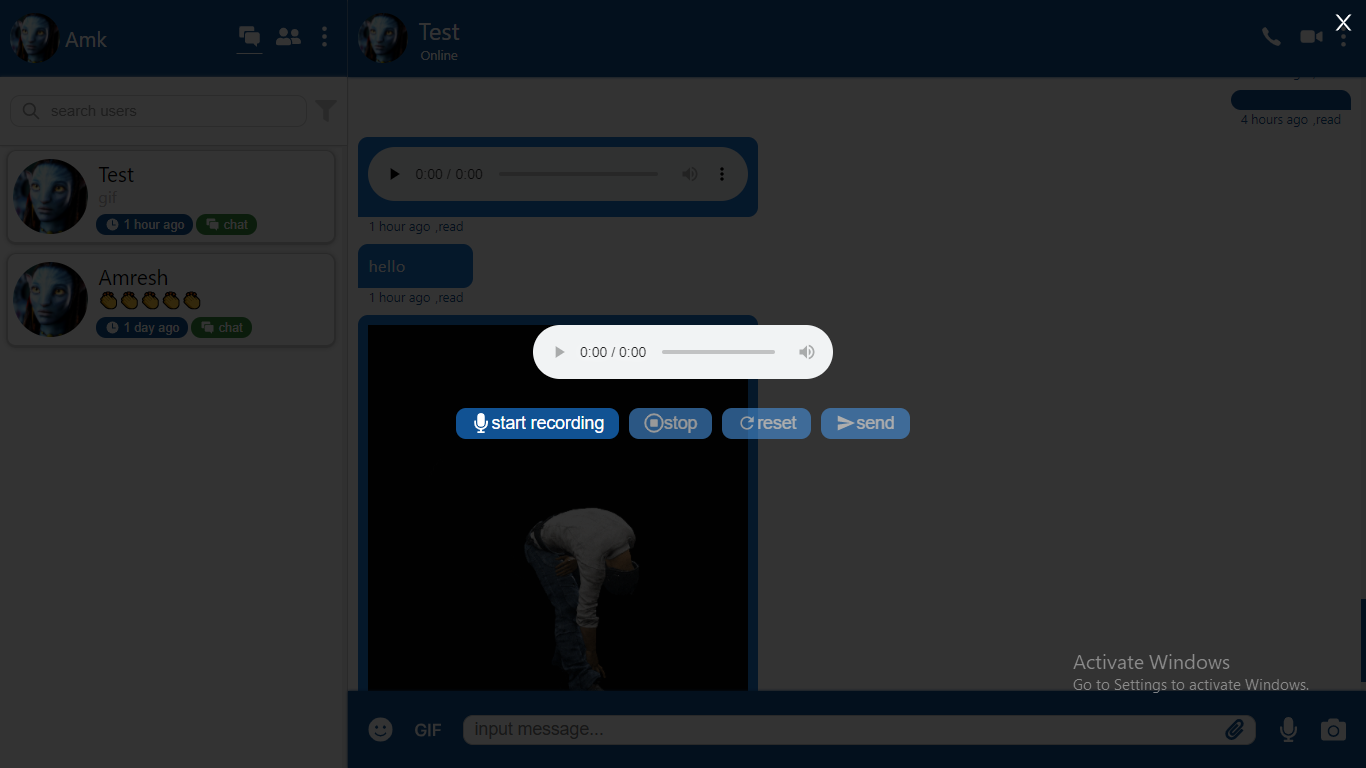 Amk
search users
Test
gif
1 hour ago chat
Amresh
1 day ago chat
Test
Online
X
4 hours ago ,read
0:00 / 0:00
1 hour ago ,read
hello
1 hour ago ,read
0:00 / 0:00
start recording stop reset send
Activate Windows
Go to Settings to activate Windows.
GIF input message...